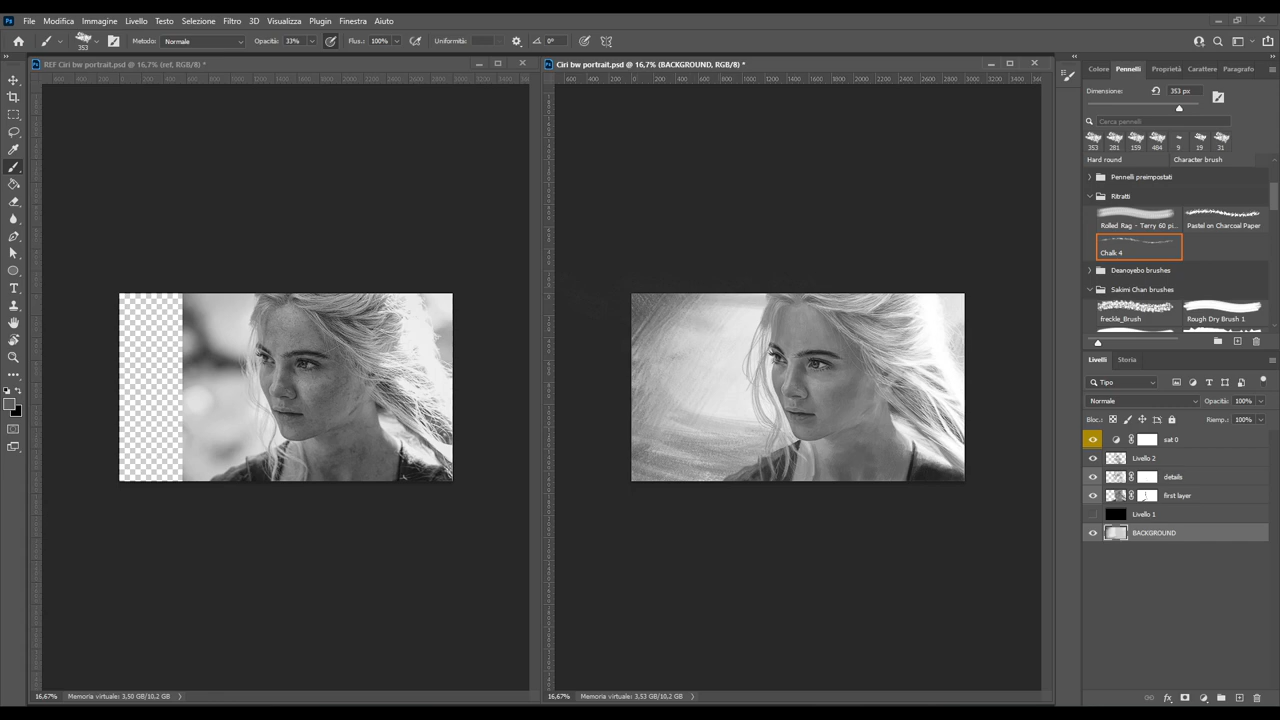 Ps File Modifica Immagine Livello Testo Selezione Filtro 3D Visualizza Plugin Finestra Aiuto
353 Metodo: Normale Opacità: 33% Flus.: 100% Uniformità: 0°
REF Ciri bw portrait.psd @ 16,7% (ref, RGB/8) *
Ciri bw portrait.psd @ 16,7% (BACKGROUND, RGB/8) *
Colore Pennelli Proprietà Carattere Paragrafo
Dimensione: 353 px
Cerca pennelli
353 281 159 484 9 19 31
Hard round Character brush
Pennelli preimpostati
Ritratti
Rolled Rag - Terry 60 pi... Pastel on Charcoal Paper
Chalk 4
Deanoyebo brushes
Sakimi Chan brushes
freckle_Brush Rough Dry Brush 1
Livelli Storia
Tipo
Normale Opacità: 100%
Bloc.: Riemp.: 100%
sat 0
Livello 2
details
first layer
Livello 1
BACKGROUND
16,67% Memoria virtuale: 3,50 GB/10,2 GB
16,67% Memoria virtuale: 3,53 GB/10,2 GB